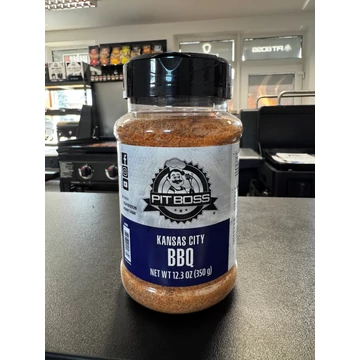 PIT BOSS
KANSAS CITY
BBQ
NET WT 12.3 OZ (350 g)